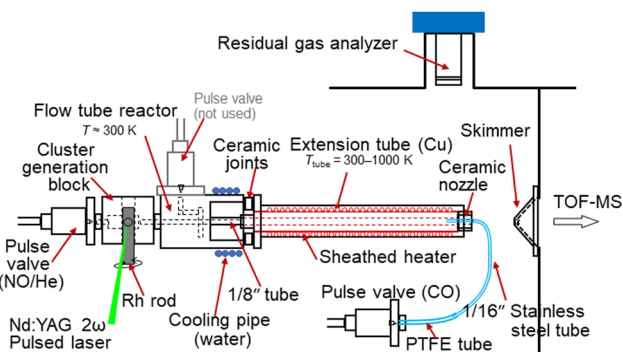 Residual gas analyzer
Pulse valve
(not used)
Flow tube reactor
T ≈ 300 K
Cluster
generation
block
Ceramic
joints
Extension tube (Cu)
Ttube = 300–1000 K
Skimmer
Ceramic
nozzle
TOF-MS
Pulse
valve
(NO/He)
Sheathed heater
Rh rod
1/8″ tube
Pulse valve (CO)
1/16″ Stainless
steel tube
Nd:YAG 2ω
Pulsed laser
Cooling pipe
(water)
PTFE tube